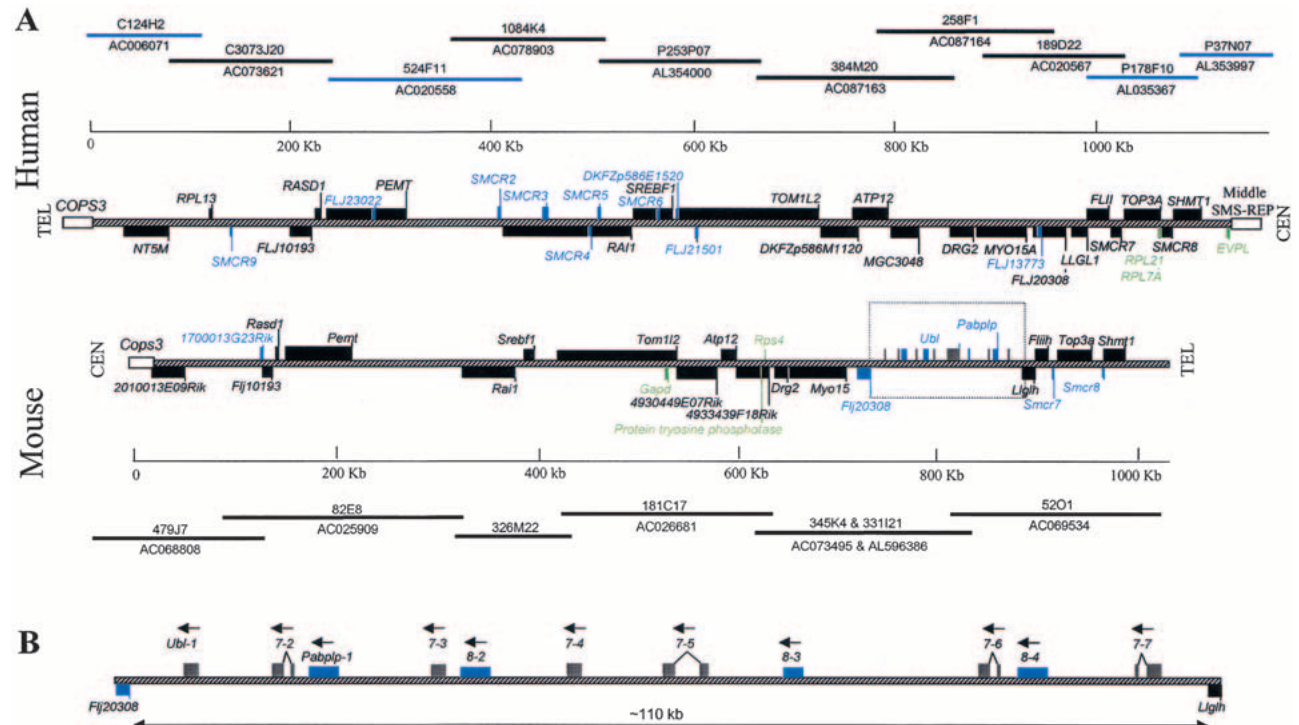 A
C124H2
AC006071
C3073J20
AC073621
524F11
AC020558
1084K4
AC078903
P253P07
AL354000
384M20
AC087163
258F1
AC087164
189D22
AC020567
P178F10
AL035367
P37N07
AL353997
Human
0 200 Kb 400 Kb 600 Kb 800 Kb 1000 Kb
TEL
COPS3
RPL13
RASD1
FLJ23022
PEMT
SMCR2
SMCR3
SMCR5
DKFZp586E1520
SREBF1
SMCR6
TOM1L2
ATP12
FLII
TOP3A
SHMT1
Middle
SMS-REP
CEN
NT5M
SMCR9
FLJ10193
SMCR4
RAI1
FLJ21501
DKFZp586M1120
MGC3048
DRG2
MYO15A
FLJ13773
FLJ20308
LLGL1
SMCR7
RPL21
RPL7A
SMCR8
EVPL
Mouse
CEN
Cops3
1700013G23Rik
Rasd1
Pemt
Srebf1
Tom1l2
Atp12
Rps4
Ubl
Pabplp
Fliih
Top3a
Shmt1
TEL
2010013E09Rik
Flj10193
Rai1
Gapd
4930449E07Rik
4933439F18Rik
Protein tryosine phosphotase
Drg2
Myo15
Flj20308
Llglh
Smcr7
Smcr8
0 200 Kb 400 Kb 600 Kb 800 Kb 1000 Kb
479J7
AC068808
82E8
AC025909
326M22
181C17
AC026681
345K4 & 331I21
AC073495 & AL596386
52O1
AC069534
B
Ubl-1
7-2
Pabplp-1
7-3
8-2
7-4
7-5
8-3
7-6
8-4
7-7
Flj20308
Llglh
~110 kb